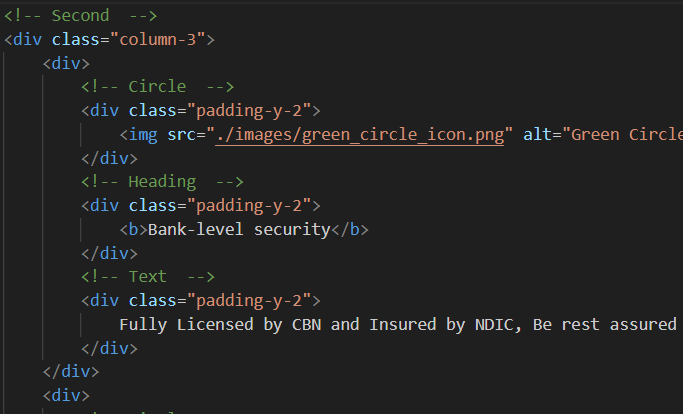 <!-- Second  -->
<div class="column-3">
<div>
<!-- Circle  -->
<div class="padding-y-2">
<img src="./images/green_circle_icon.png" alt="Green Circle
</div>
<!-- Heading  -->
<div class="padding-y-2">
<b>Bank-level security</b>
</div>
<!-- Text  -->
<div class="padding-y-2">
Fully Licensed by CBN and Insured by NDIC, Be rest assured
</div>
</div>
<div>